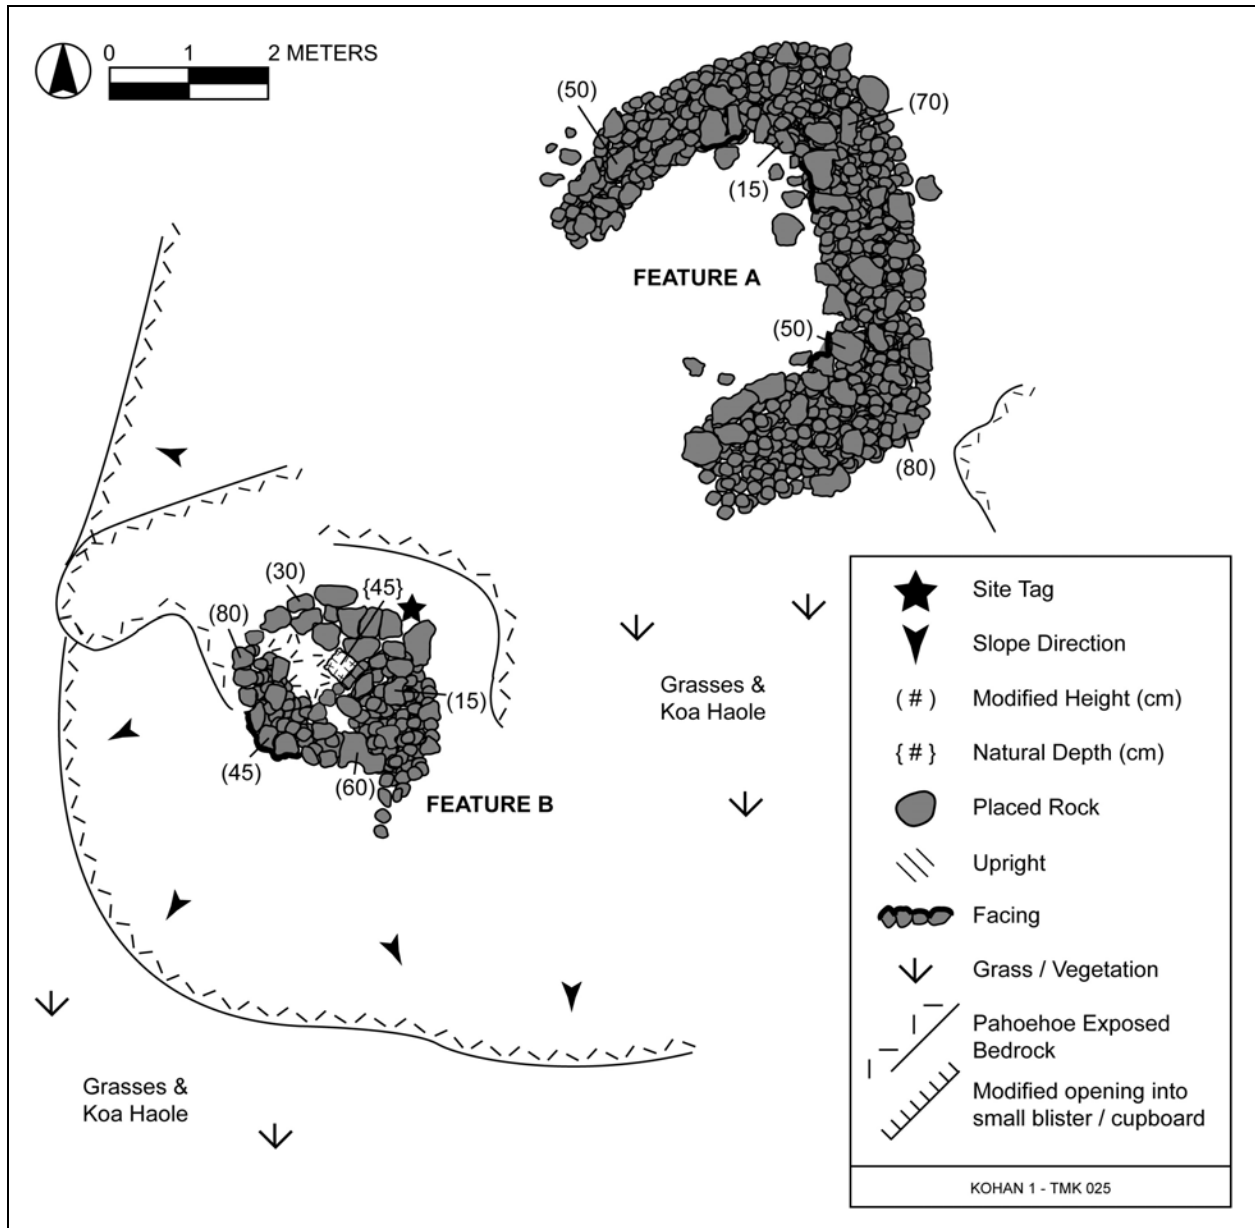 0 1 2 METERS
(50)
(70)
(15)
FEATURE A
(50)
(80)
(30)
{45}
(80)
(15)
(45)
(60)
FEATURE B
Grasses &
Koa Haole
Grasses &
Koa Haole
Site Tag
Slope Direction
( # ) Modified Height (cm)
{ # } Natural Depth (cm)
Placed Rock
Upright
Facing
Grass / Vegetation
Pahoehoe Exposed
Bedrock
Modified opening into
small blister / cupboard
KOHAN 1 - TMK 025